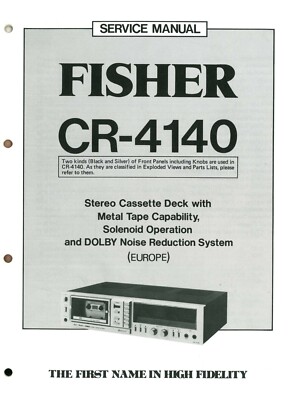 SERVICE MANUAL
FISHER
CR-4140
Two kinds (Black and Silver) of Front Panels including Knobs are used in
CR-4140. As they are classified in Exploded Views and Parts Lists, please
refer to them.
Stereo Cassette Deck with
Metal Tape Capability,
Solenoid Operation
and DOLBY Noise Reduction System
(EUROPE)
THE FIRST NAME IN HIGH FIDELITY